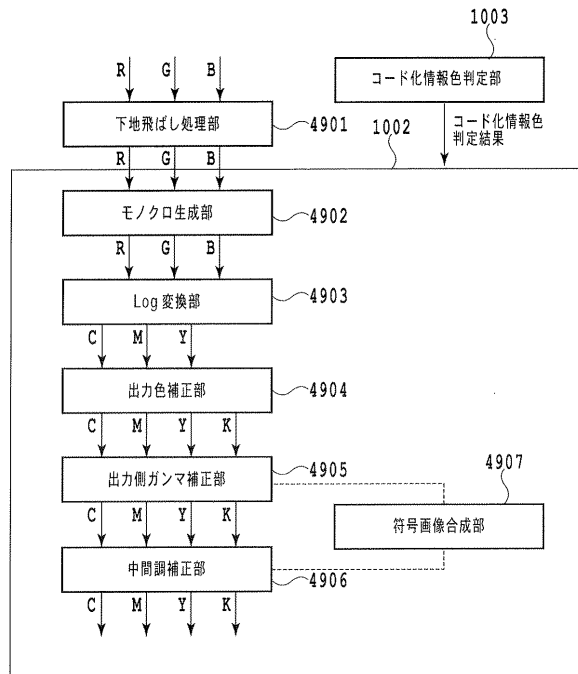 1003
コード化情報色判定部
R G B
下地飛ばし処理部
4901
1002
コード化情報色
判定結果
R G B
モノクロ生成部
4902
R G B
Log変換部
4903
C M Y
出力色補正部
4904
C M Y K
出力側ガンマ補正部
4905
4907
符号画像合成部
C M Y K
中間調補正部
4906
C M Y K